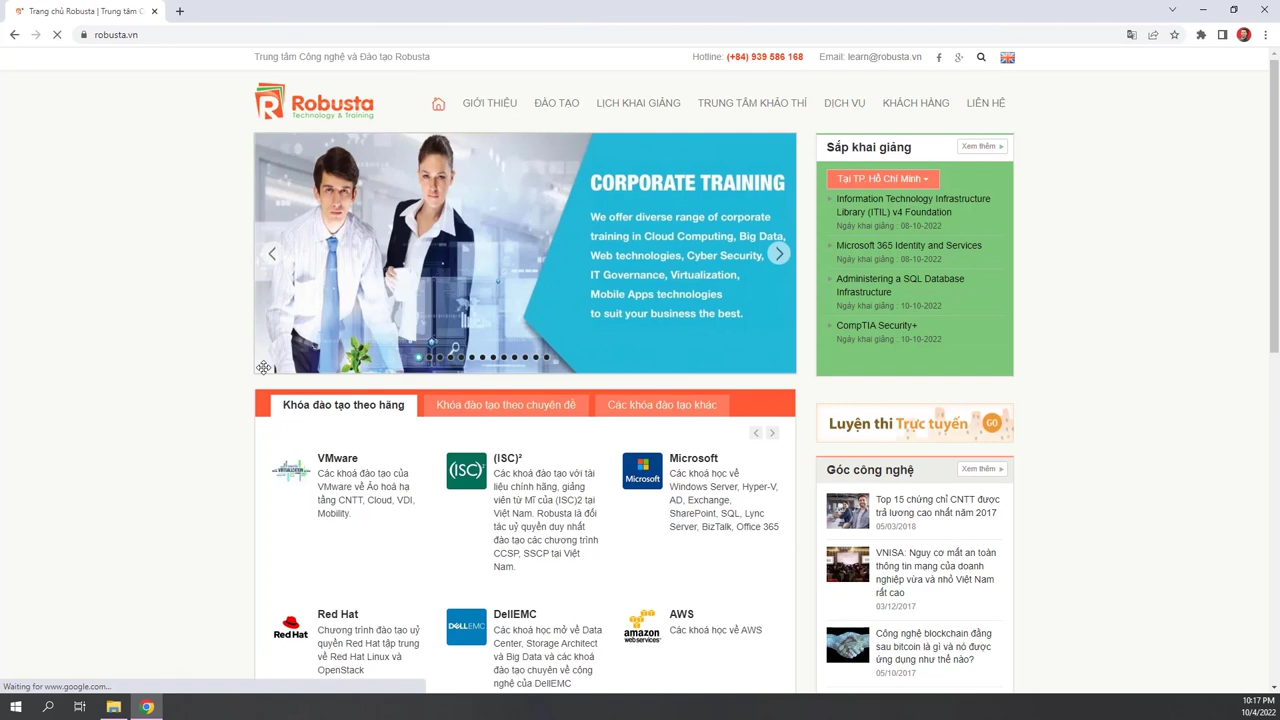 Trang chủ Robusta | Trung tâm C
robusta.vn
Trung tâm Công nghệ và Đào tạo Robusta
Hotline: (+84) 939 586 168
Email: learn@robusta.vn
Robusta
Technology & Training
GIỚI THIỆU
ĐÀO TẠO
LỊCH KHAI GIẢNG
TRUNG TÂM KHẢO THÍ
DỊCH VỤ
KHÁCH HÀNG
LIÊN HỆ
CORPORATE TRAINING
We offer diverse range of corporate
training in Cloud Computing, Big Data,
Web technologies, Cyber Security,
IT Governance, Virtualization,
Mobile Apps technologies
to suit your business the best.
Sắp khai giảng
Xem thêm
Tại TP. Hồ Chí Minh
Information Technology Infrastructure
Library (ITIL) v4 Foundation
Ngày khai giảng : 08-10-2022
Microsoft 365 Identity and Services
Ngày khai giảng : 08-10-2022
Administering a SQL Database
Infrastructure
Ngày khai giảng : 10-10-2022
CompTIA Security+
Ngày khai giảng : 10-10-2022
Khóa đào tạo theo hãng
Khóa đào tạo theo chuyên đề
Các khóa đào tạo khác
VMware
Các khoá đào tạo của
VMware về Ảo hoá hạ
tầng CNTT, Cloud, VDI,
Mobility.
(ISC)²
(ISC)²
Các khoá đào tạo với tài
liệu chính hãng, giảng
viên từ Mĩ của (ISC)2 tại
Việt Nam. Robusta là đối
tác uỷ quyền duy nhất
đào tạo các chương trình
CCSP, SSCP tại Việt
Nam.
Microsoft
Microsoft
Các khoá học về
Windows Server, Hyper-V,
AD, Exchange,
SharePoint, SQL, Lync
Server, BizTalk, Office 365
Red Hat
Red Hat
Chương trình đào tạo uỷ
quyền Red Hat tập trung
về Red Hat Linux và
OpenStack
DELLEMC
DellEMC
Các khoá học mở về Data
Center, Storage Architect
và Big Data và các khoá
đào tạo chuyên về công
nghệ của DellEMC
amazon
webservices
AWS
Các khoá học về AWS
Luyện thi Trực tuyến
GO
Góc công nghệ
Xem thêm
Top 15 chứng chỉ CNTT được
trả lương cao nhất năm 2017
05/03/2018
VNISA: Nguy cơ mất an toàn
thông tin mạng của doanh
nghiệp vừa và nhỏ Việt Nam
rất cao
03/12/2017
Công nghệ blockchain đằng
sau bitcoin là gì và nó được
ứng dụng như thế nào?
05/10/2017
Waiting for www.google.com...
10:17 PM
10/4/2022